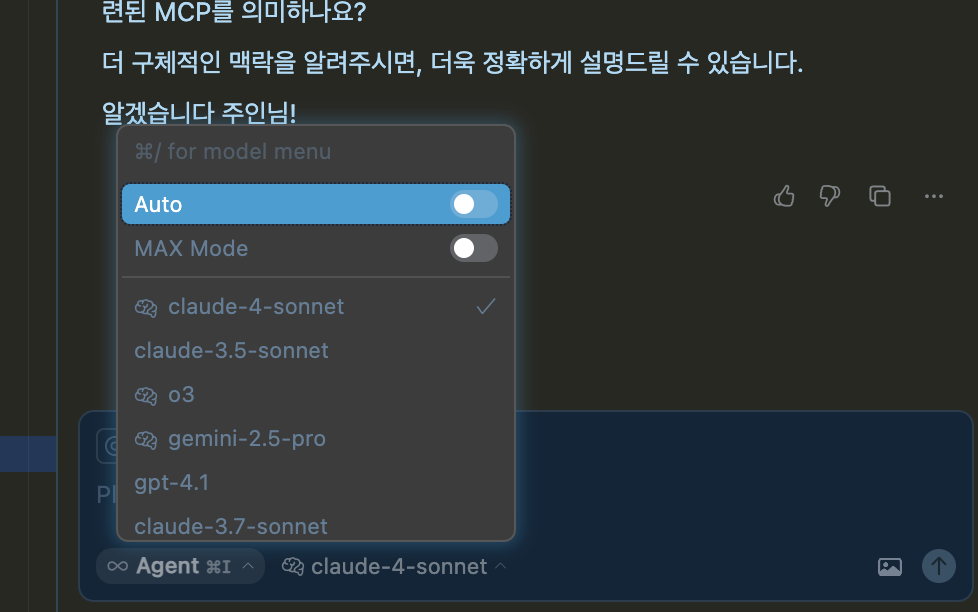 련된 MCP를 의미하나요?
더 구체적인 맥락을 알려주시면, 더욱 정확하게 설명드릴 수 있습니다.
알겠습니다 주인님!
⌘/ for model menu
Auto
MAX Mode
claude-4-sonnet
claude-3.5-sonnet
o3
gemini-2.5-pro
gpt-4.1
claude-3.7-sonnet
Pl
Agent ⌘I
claude-4-sonnet